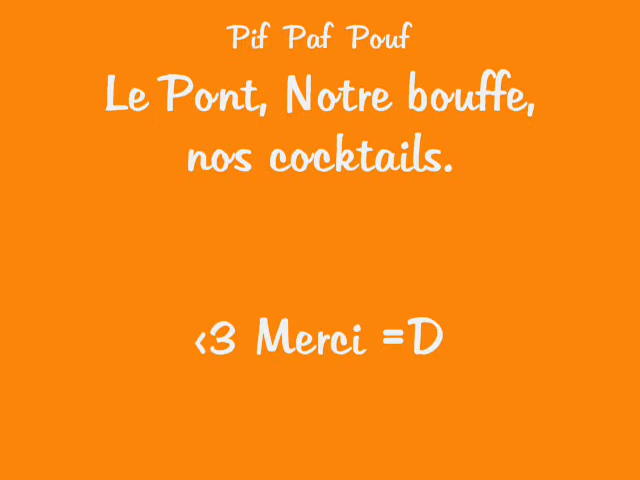 Pif Paf Pouf
Le Pont, Notre bouffe,
nos cocktails.
<3 Merci =D